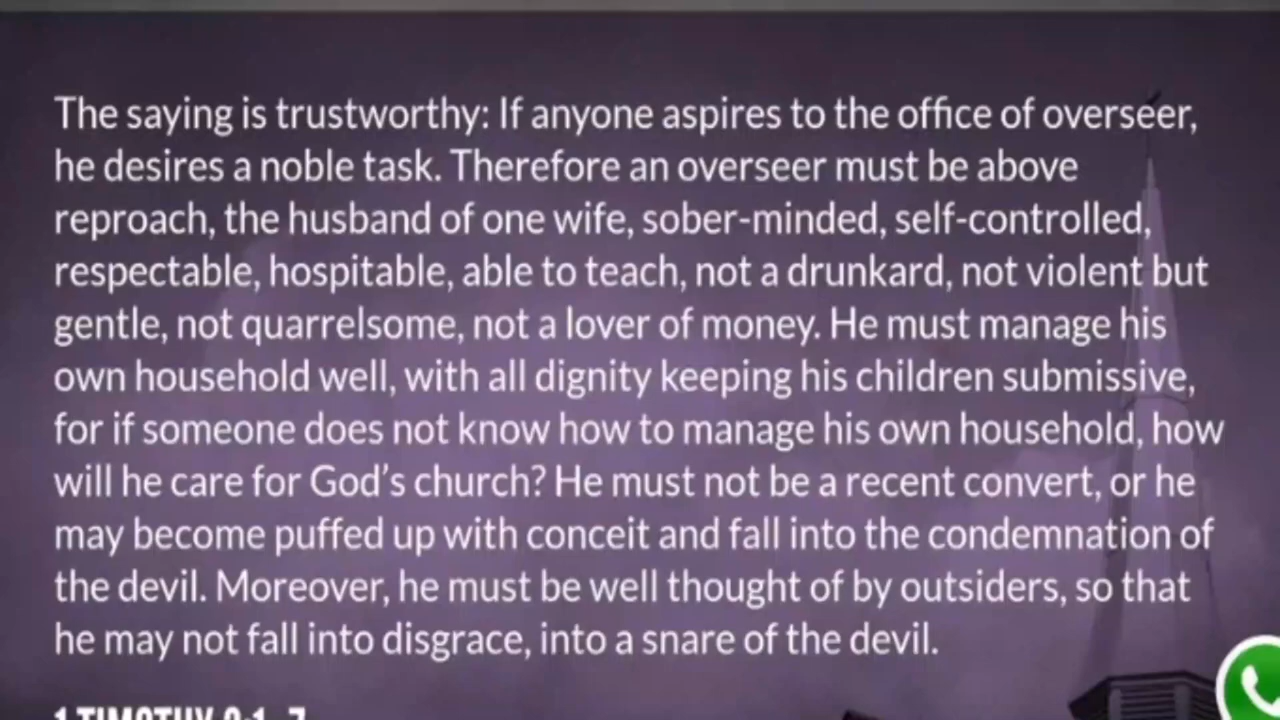 The saying is trustworthy: If anyone aspires to the office of overseer,
he desires a noble task. Therefore an overseer must be above
reproach, the husband of one wife, sober-minded, self-controlled,
respectable, hospitable, able to teach, not a drunkard, not violent but
gentle, not quarrelsome, not a lover of money. He must manage his
own household well, with all dignity keeping his children submissive,
for if someone does not know how to manage his own household, how
will he care for God's church? He must not be a recent convert, or he
may become puffed up with conceit and fall into the condemnation of
the devil. Moreover, he must be well thought of by outsiders, so that
he may not fall into disgrace, into a snare of the devil.
1 TIMOTHY